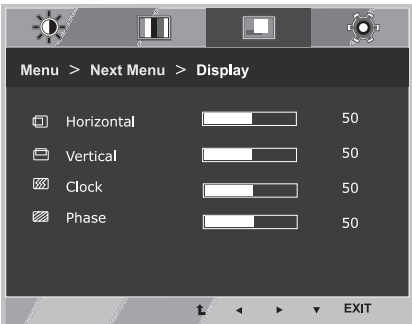 Menu > Next Menu > Display
Horizontal 50
Vertical 50
Clock 50
Phase 50
EXIT